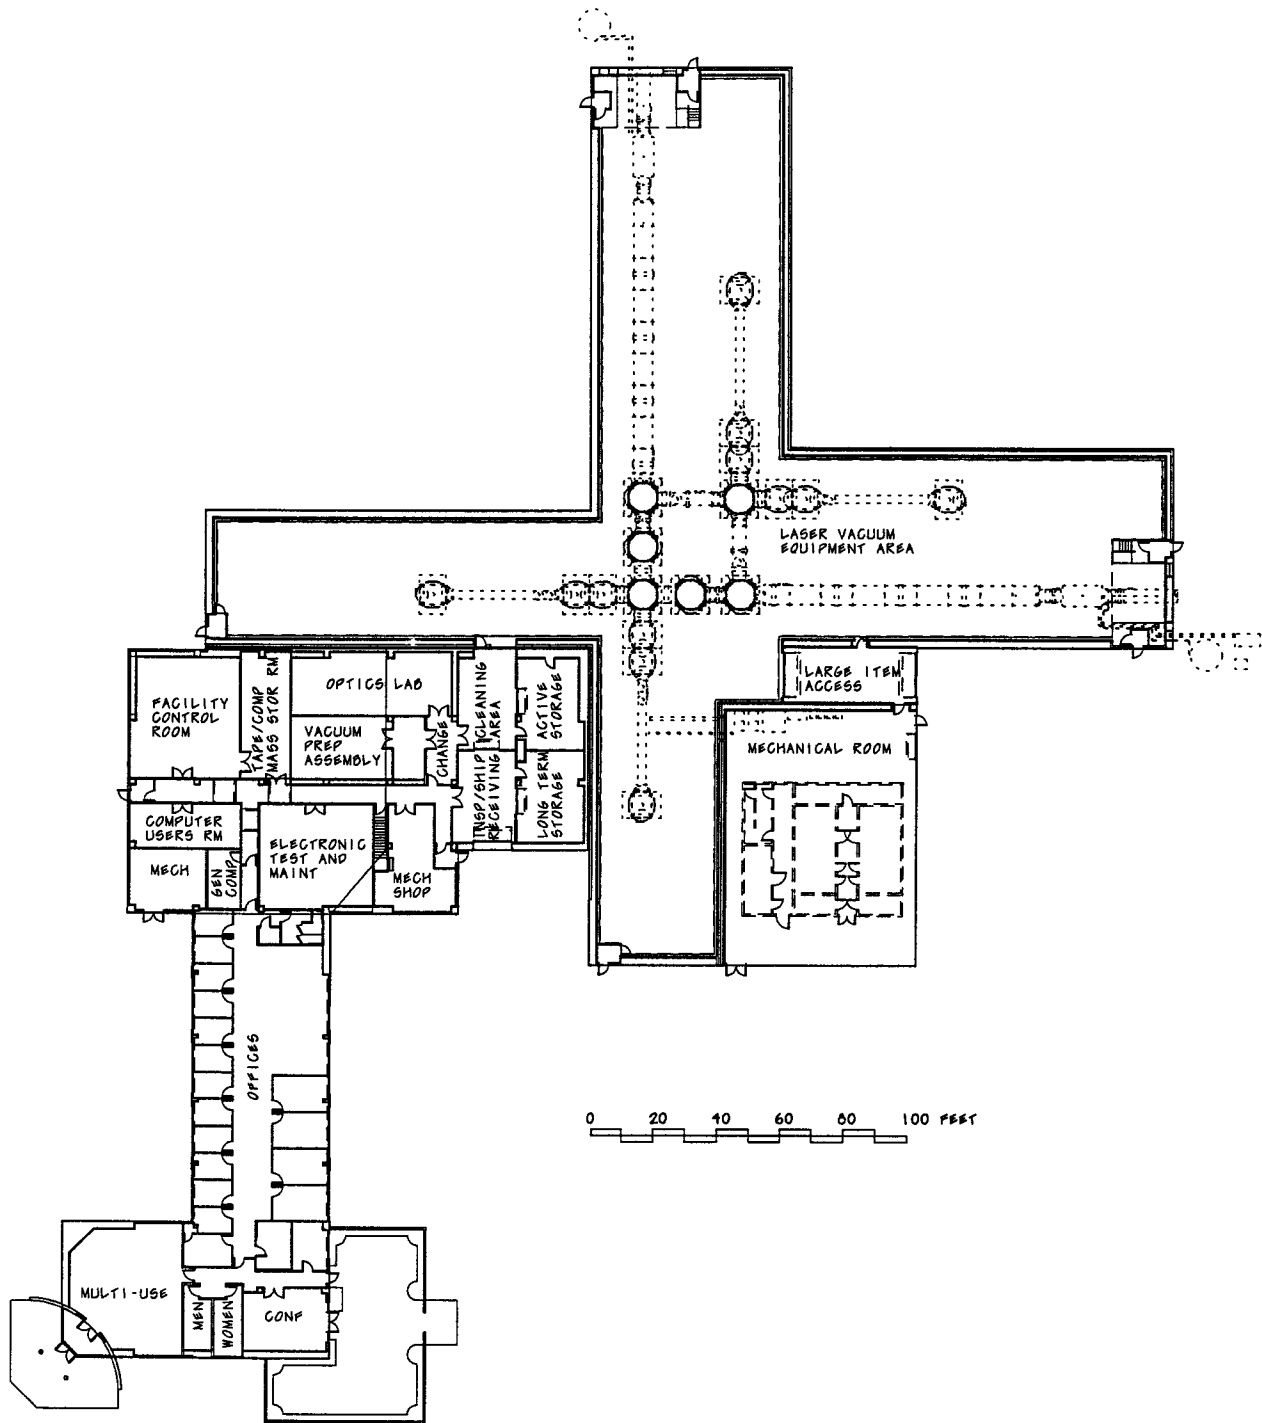 LASER VACUUM
EQUIPMENT AREA
FACILITY
CONTROL
ROOM
TAPE/COMP
MASS STOR RM
OPTICS LAB
VACUUM
PREP
ASSEMBLY
CHANGE
CLEANING
AREA
ACTIVE
STORAGE
LARGE ITEM
ACCESS
MECHANICAL ROOM
INSP/SHIP
RECEIVING
LONG TERM
STORAGE
COMPUTER
USERS RM
MECH
GEN
COMP
ELECTRONIC
TEST AND
MAINT
MECH
SHOP
OFFICES
0 20 40 60 80 100 FEET
MULTI-USE
MEN
WOMEN
CONF